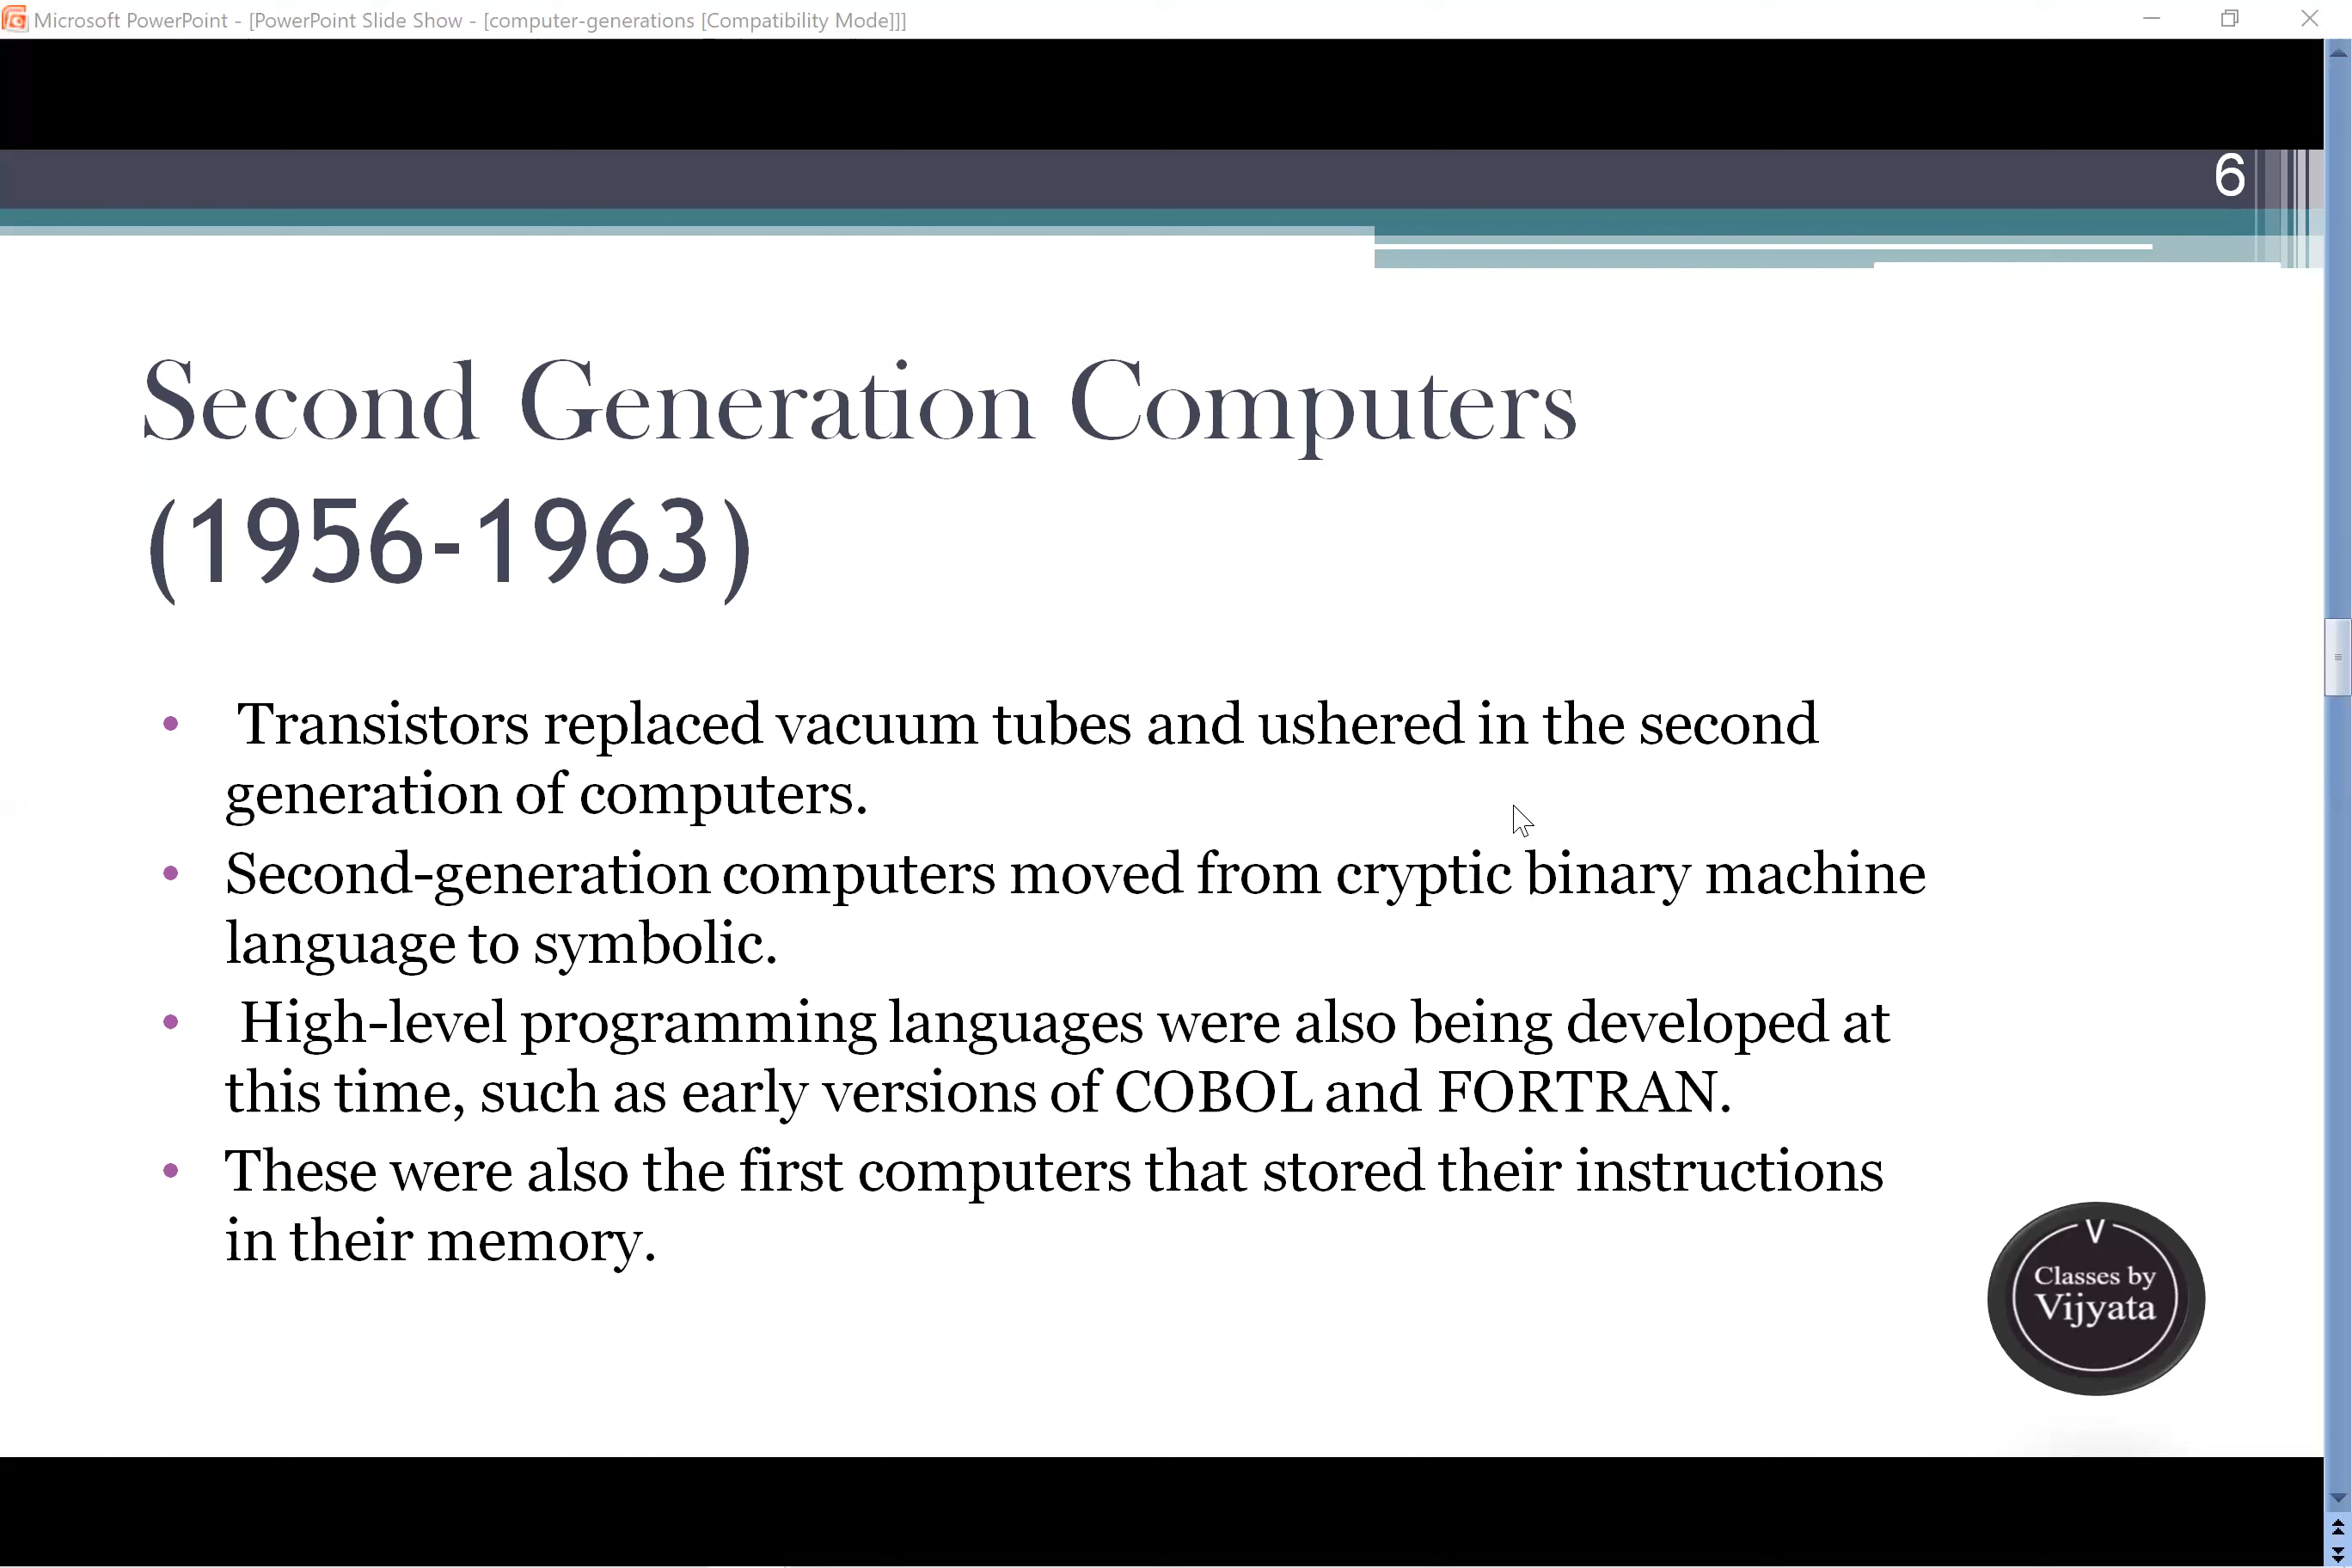 Microsoft PowerPoint - [PowerPoint Slide Show - [computer-generations [Compatibility Mode]]]
6
Second Generation Computers
(1956-1963)
• Transistors replaced vacuum tubes and ushered in the second
generation of computers.
• Second-generation computers moved from cryptic binary machine
language to symbolic.
• High-level programming languages were also being developed at
this time, such as early versions of COBOL and FORTRAN.
• These were also the first computers that stored their instructions
in their memory.
V
Classes by
Vijyata